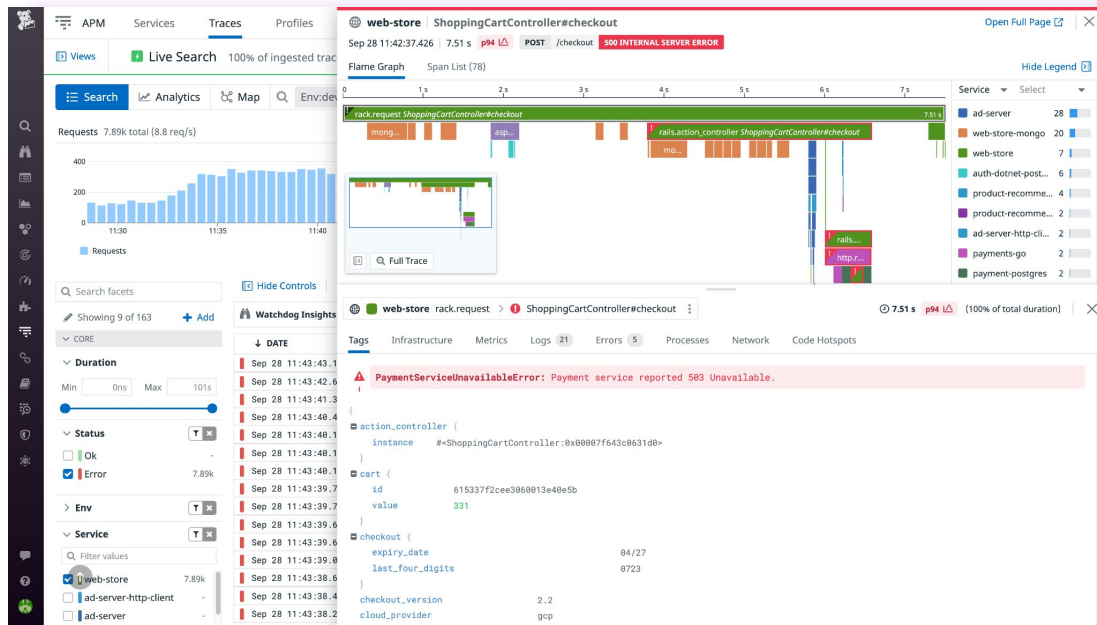 APM Services Traces Profiles
Views Live Search 100% of ingested trac
Search Analytics Map Env:de
Requests 7.89k total (8.8 req/s)
400
200
0
11:30 11:35 11:40
Requests
Search facets
Hide Controls
Showing 9 of 163 Add
Watchdog Insights
CORE
DATE
Duration
Min 0ns Max 101s
Status
Ok -
Error 7.89k
Env
Service
Filter values
web-store 7.89k
ad-server-http-client -
ad-server -
Sep 28 11:43:43.1
Sep 28 11:43:42.6
Sep 28 11:43:41.3
Sep 28 11:43:40.4
Sep 28 11:43:40.1
Sep 28 11:43:40.1
Sep 28 11:43:40.1
Sep 28 11:43:39.7
Sep 28 11:43:39.7
Sep 28 11:43:39.6
Sep 28 11:43:39.6
Sep 28 11:43:39.0
Sep 28 11:43:38.6
Sep 28 11:43:38.4
Sep 28 11:43:38.2
web-store ShoppingCartController#checkout
Open Full Page
Sep 28 11:42:37.426 7.51 s p94 POST /checkout 500 INTERNAL SERVER ERROR
Flame Graph Span List (78)
Hide Legend
0 1 s 2 s 3 s 4 s 5 s 6 s 7 s
rack.request ShoppingCartController#checkout 7.51 s
mong... asp... rails.action_controller ShoppingCartController#checkout
mo...
rails....
http.r...
Full Trace
Service Select
ad-server 28
web-store-mongo 20
web-store 7
auth-dotnet-post... 6
product-recomme... 4
product-recomme... 2
ad-server-http-cli... 2
payments-go 2
payment-postgres 2
web-store rack.request > ShoppingCartController#checkout
7.51 s p94 (100% of total duration)
Tags Infrastructure Metrics Logs 21 Errors 5 Processes Network Code Hotspots
PaymentServiceUnavailableError: Payment service reported 503 Unavailable.
{
action_controller {
instance #<ShoppingCartController:0x00007f643c0631d0>
}
cart {
id 615337f2cee3060013e40e5b
value 331
}
checkout {
expiry_date 04/27
last_four_digits 0723
}
checkout_version 2.2
cloud_provider gcp